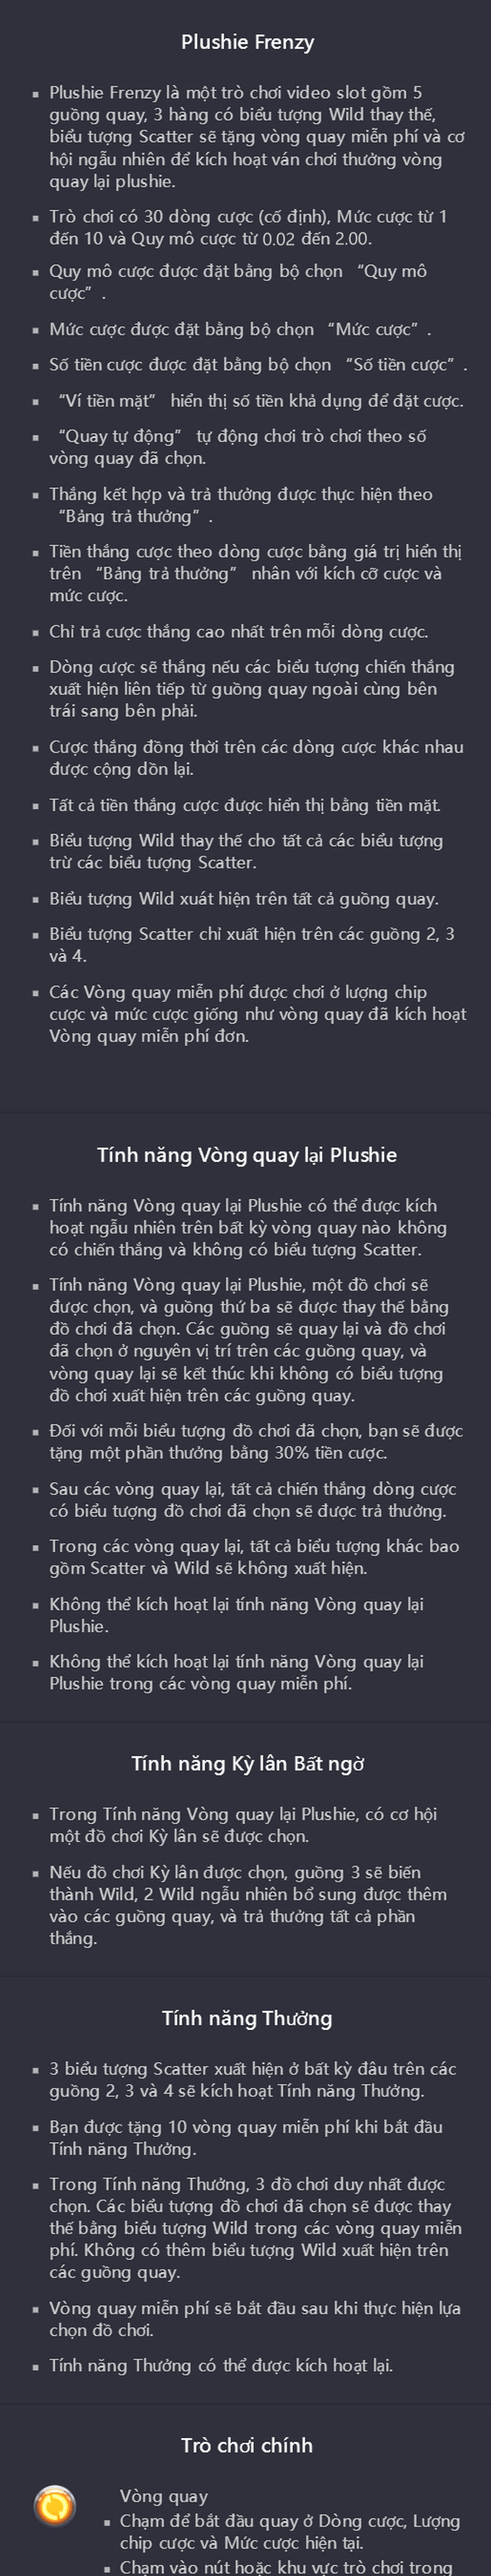 Plushie Frenzy
Plushie Frenzy là một trò chơi video slot gồm 5
guồng quay, 3 hàng có biểu tượng Wild thay thế,
biểu tượng Scatter sẽ tặng vòng quay miễn phí và cơ
hội ngẫu nhiên để kích hoạt ván chơi thưởng vòng
quay lại plushie.
Trò chơi có 30 dòng cược (cố định), Mức cược từ 1
đến 10 và Quy mô cược từ 0.02 đến 2.00.
Quy mô cược được đặt bằng bộ chọn “Quy mô
cược” .
Mức cược được đặt bằng bộ chọn “Mức cược” .
Số tiền cược được đặt bằng bộ chọn “Số tiền cược” .
“Ví tiền mặt” hiển thị số tiền khả dụng để đặt cược.
“Quay tự động” tự động chơi trò chơi theo số
vòng quay đã chọn.
Thắng kết hợp và trả thưởng được thực hiện theo
“Bảng trả thưởng” .
Tiền thắng cược theo dòng cược bằng giá trị hiển thị
trên “Bảng trả thưởng” nhân với kích cỡ cược và
mức cược.
Chỉ trả cược thắng cao nhất trên mỗi dòng cược.
Dòng cược sẽ thắng nếu các biểu tượng chiến thắng
xuất hiện liên tiếp từ guồng quay ngoài cùng bên
trái sang bên phải.
Cược thắng đồng thời trên các dòng cược khác nhau
được cộng dồn lại.
Tất cả tiền thắng cược được hiển thị bằng tiền mặt.
Biểu tượng Wild thay thế cho tất cả các biểu tượng
trừ các biểu tượng Scatter.
Biểu tượng Wild xuát hiện trên tất cả guồng quay.
Biểu tượng Scatter chỉ xuất hiện trên các guồng 2, 3
và 4.
Các Vòng quay miễn phí được chơi ở lượng chip
cược và mức cược giống như vòng quay đã kích hoạt
Vòng quay miễn phí đơn.
Tính năng Vòng quay lại Plushie
Tính năng Vòng quay lại Plushie có thể được kích
hoạt ngẫu nhiên trên bất kỳ vòng quay nào không
có chiến thắng và không có biểu tượng Scatter.
Tính năng Vòng quay lại Plushie, một đồ chơi sẽ
được chọn, và guồng thứ ba sẽ được thay thế bằng
đồ chơi đã chọn. Các guồng sẽ quay lại và đồ chơi
đã chọn ở nguyên vị trí trên các guồng quay, và
vòng quay lại sẽ kết thúc khi không có biểu tượng
đồ chơi xuất hiện trên các guồng quay.
Đối với mỗi biểu tượng đồ chơi đã chọn, bạn sẽ được
tặng một phần thưởng bằng 30% tiền cược.
Sau các vòng quay lại, tất cả chiến thắng dòng cược
có biểu tượng đồ chơi đã chọn sẽ được trả thưởng.
Trong các vòng quay lại, tất cả biểu tượng khác bao
gồm Scatter và Wild sẽ không xuất hiện.
Không thể kích hoạt lại tính năng Vòng quay lại
Plushie.
Không thể kích hoạt lại tính năng Vòng quay lại
Plushie trong các vòng quay miễn phí.
Tính năng Kỳ lân Bất ngờ
Trong Tính năng Vòng quay lại Plushie, có cơ hội
một đồ chơi Kỳ lân sẽ được chọn.
Nếu đồ chơi Kỳ lân được chọn, guồng 3 sẽ biến
thành Wild, 2 Wild ngẫu nhiên bổ sung được thêm
vào các guồng quay, và trả thưởng tất cả phần
thắng.
Tính năng Thưởng
3 biểu tượng Scatter xuất hiện ở bất kỳ đâu trên các
guồng 2, 3 và 4 sẽ kích hoạt Tính năng Thưởng.
Bạn được tặng 10 vòng quay miễn phí khi bắt đầu
Tính năng Thưởng.
Trong Tính năng Thưởng, 3 đồ chơi duy nhất được
chọn. Các biểu tượng đồ chơi đã chọn sẽ được thay
thế bằng biểu tượng Wild trong các vòng quay miễn
phí. Không có thêm biểu tượng Wild xuất hiện trên
các guồng quay.
Vòng quay miễn phí sẽ bắt đầu sau khi thực hiện lựa
chọn đồ chơi.
Tính năng Thưởng có thể được kích hoạt lại.
Trò chơi chính
Vòng quay
Chạm để bắt đầu quay ở Dòng cược, Lượng
chip cược và Mức cược hiện tại.
Chạm vào nút hoặc khu vực trò chơi trong